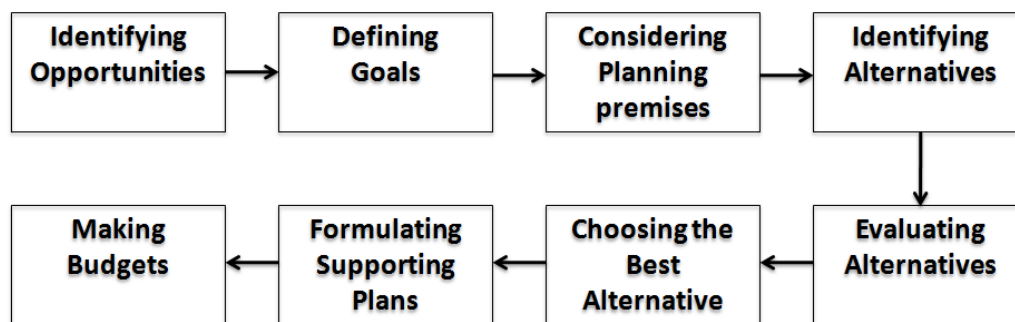 Identifying
Opportunities
Defining
Goals
Considering
Planning
premises
Identifying
Alternatives
Evaluating
Alternatives
Choosing the
Best
Alternative
Formulating
Supporting
Plans
Making
Budgets